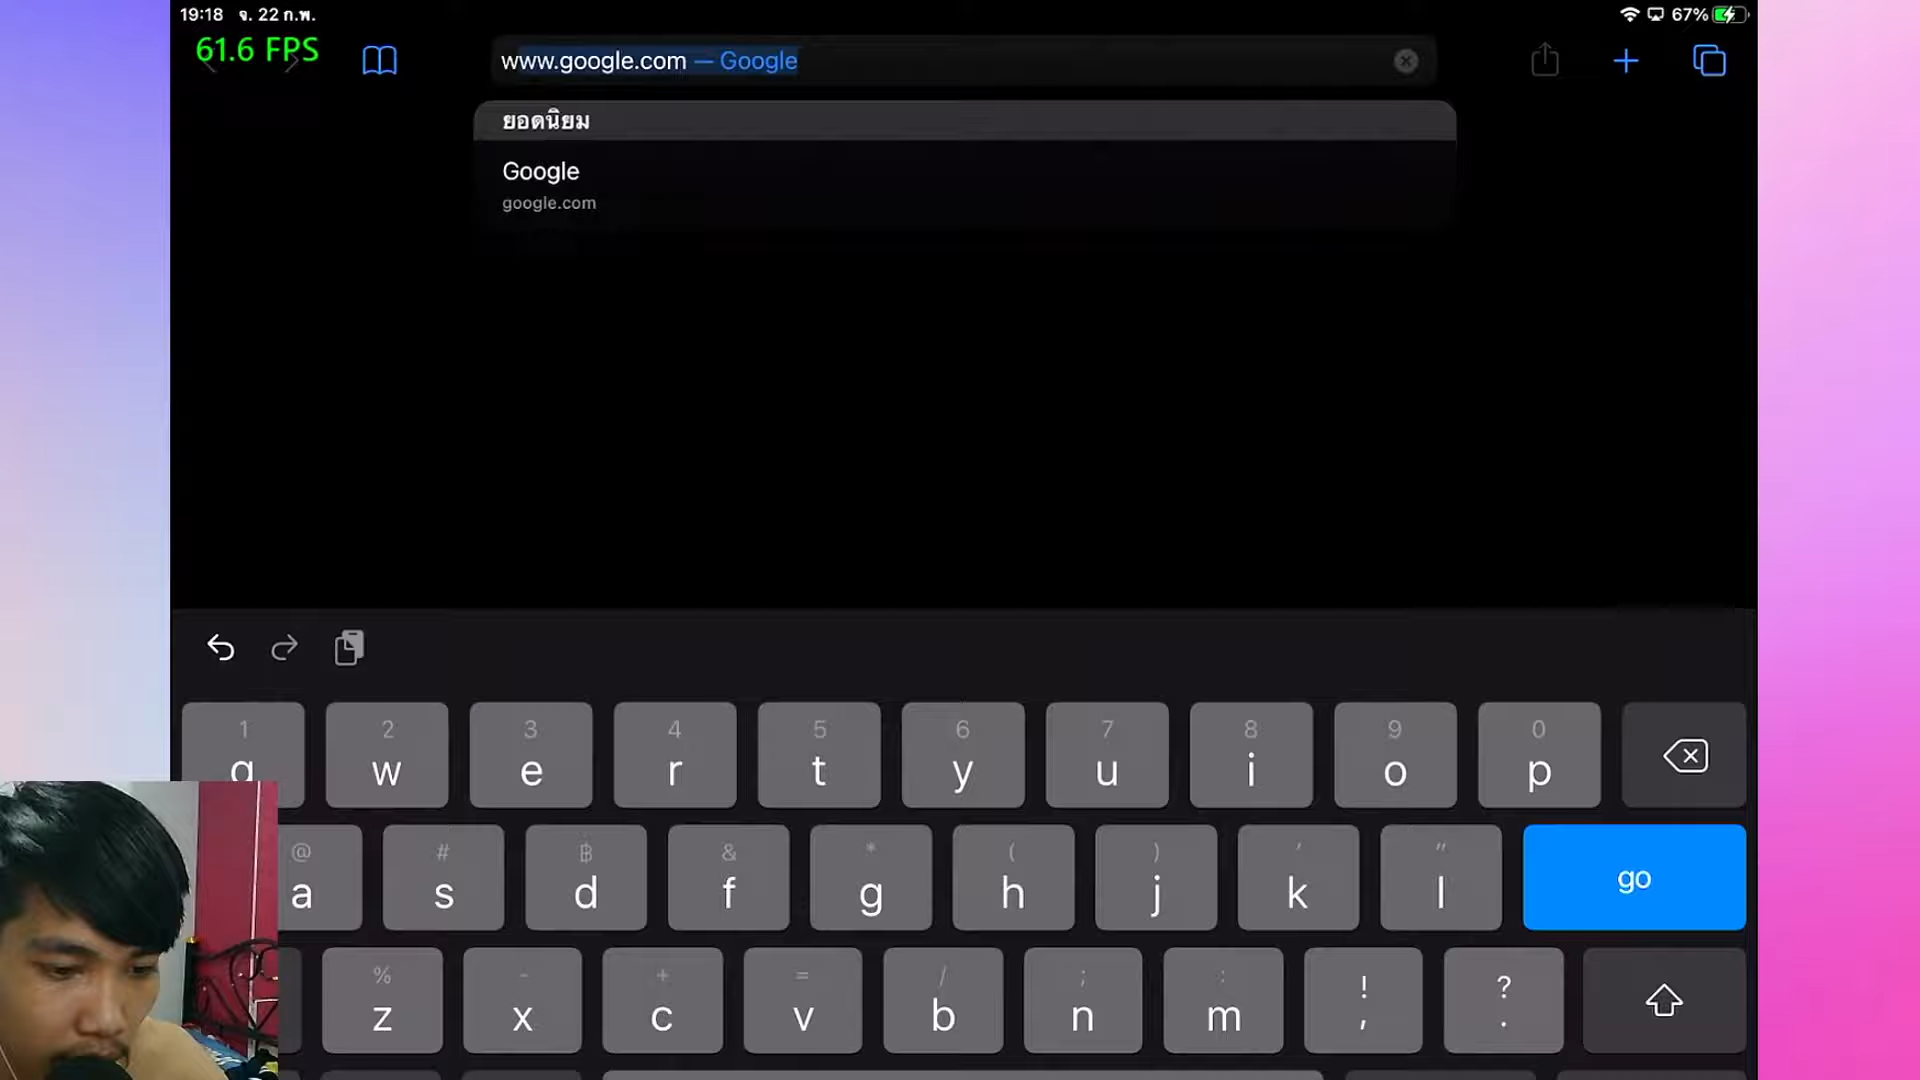 19:18 จ. 22 ก.พ. 67%
61.6 FPS
www.google.com — Google
ยอดนิยม
Google
google.com
1 2 3 4 5 6 7 8 9 0
q w e r t y u i o p
@ # ฿ & * ( ) ' "
a s d f g h j k l go
% - + = / ; : ! ?
z x c v b n m , .